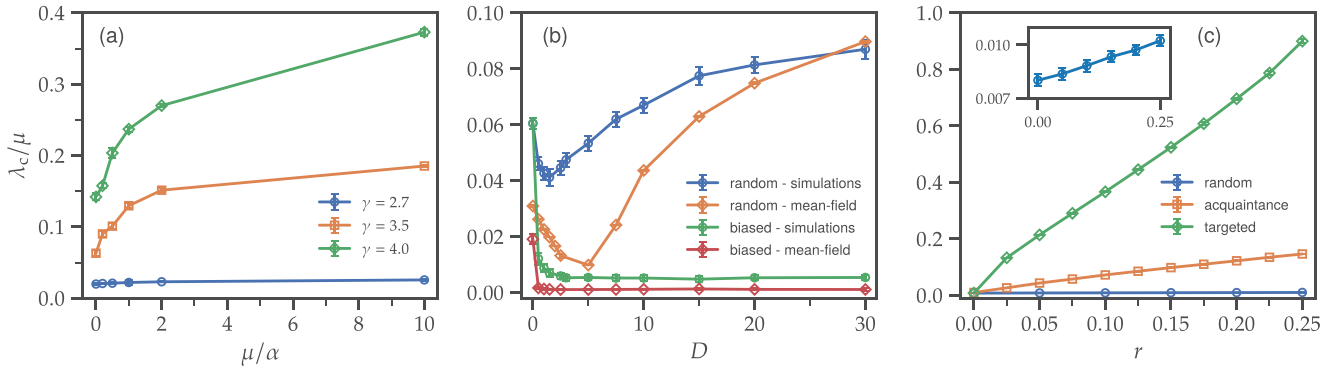 (a)
λc/μ
0.4
0.3
0.2
0.1
0.0
γ = 2.7
γ = 3.5
γ = 4.0
0 2 4 6 8 10
μ/α
(b)
0.10
0.08
0.06
0.04
0.02
0.00
random - simulations
random - mean-field
biased - simulations
biased - mean-field
0 10 20 30
D
(c)
1.0
0.8
0.6
0.4
0.2
0.0
0.010
0.007
0.00 0.25
random
acquaintance
targeted
0.00 0.05 0.10 0.15 0.20 0.25
r